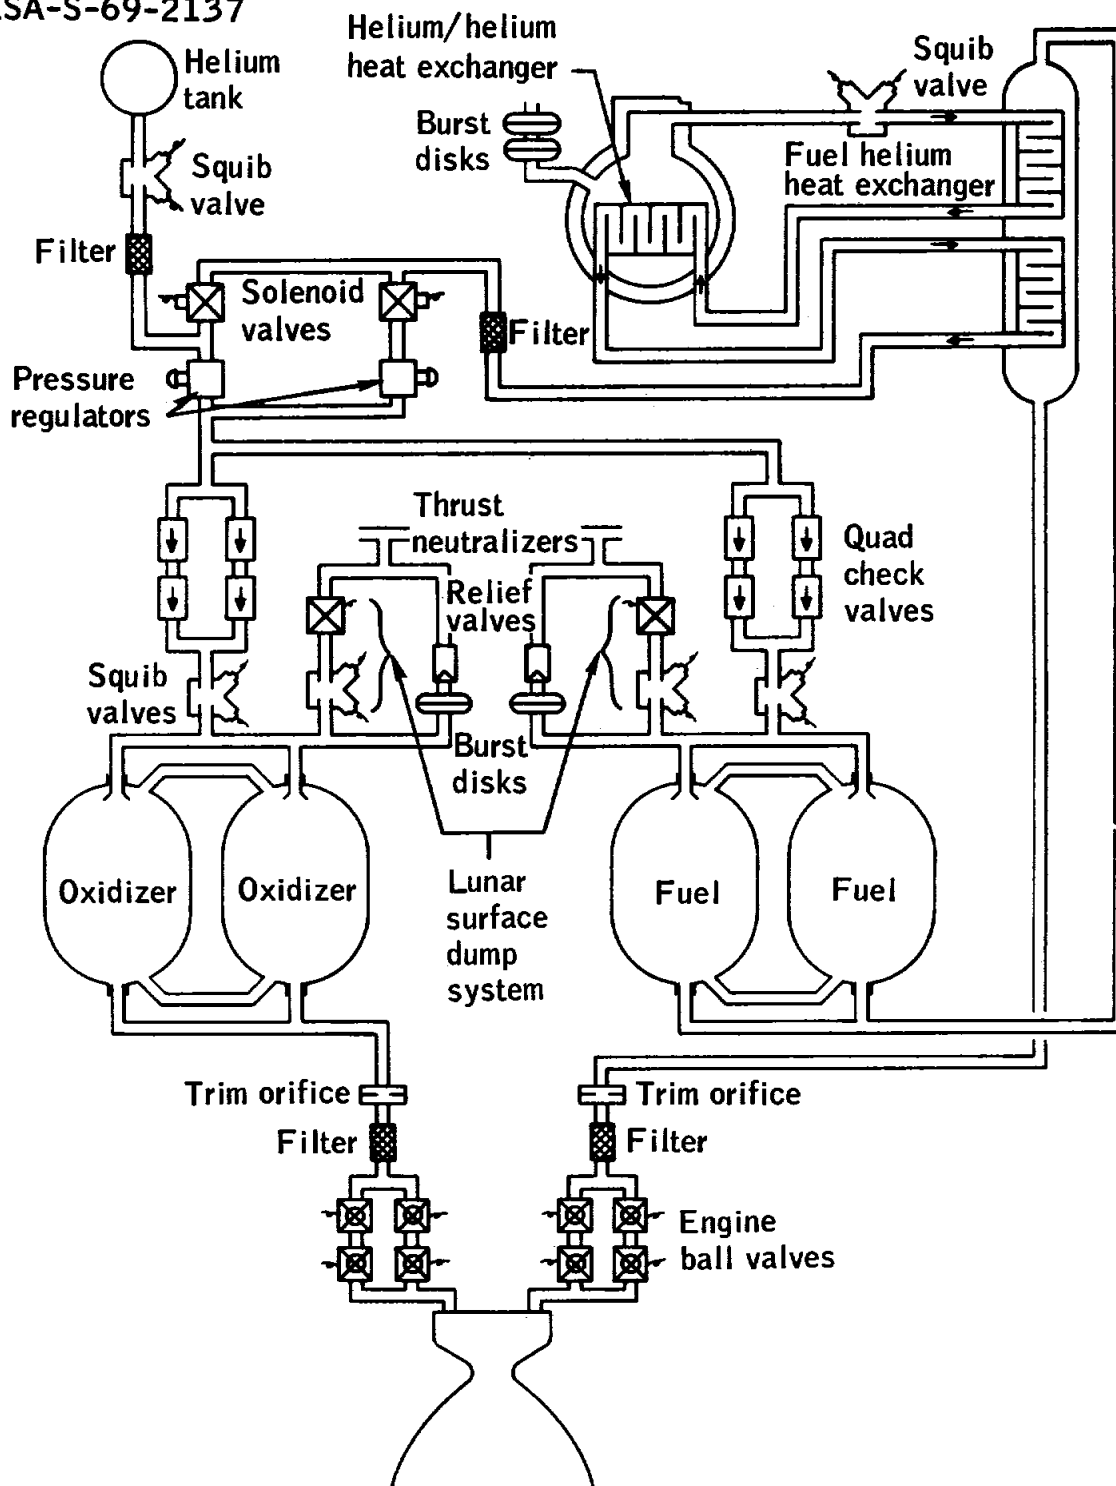 SA-S-69-2137
Helium
tank
Helium/helium
heat exchanger
Squib
valve
Burst
disks
Squib
valve
Fuel helium
heat exchanger
Filter
Solenoid
valves
Filter
Pressure
regulators
Thrust
neutralizers
Quad
check
valves
Relief
valves
Squib
valves
Burst
disks
Oxidizer
Oxidizer
Fuel
Fuel
Lunar
surface
dump
system
Trim orifice
Trim orifice
Filter
Filter
Engine
ball valves